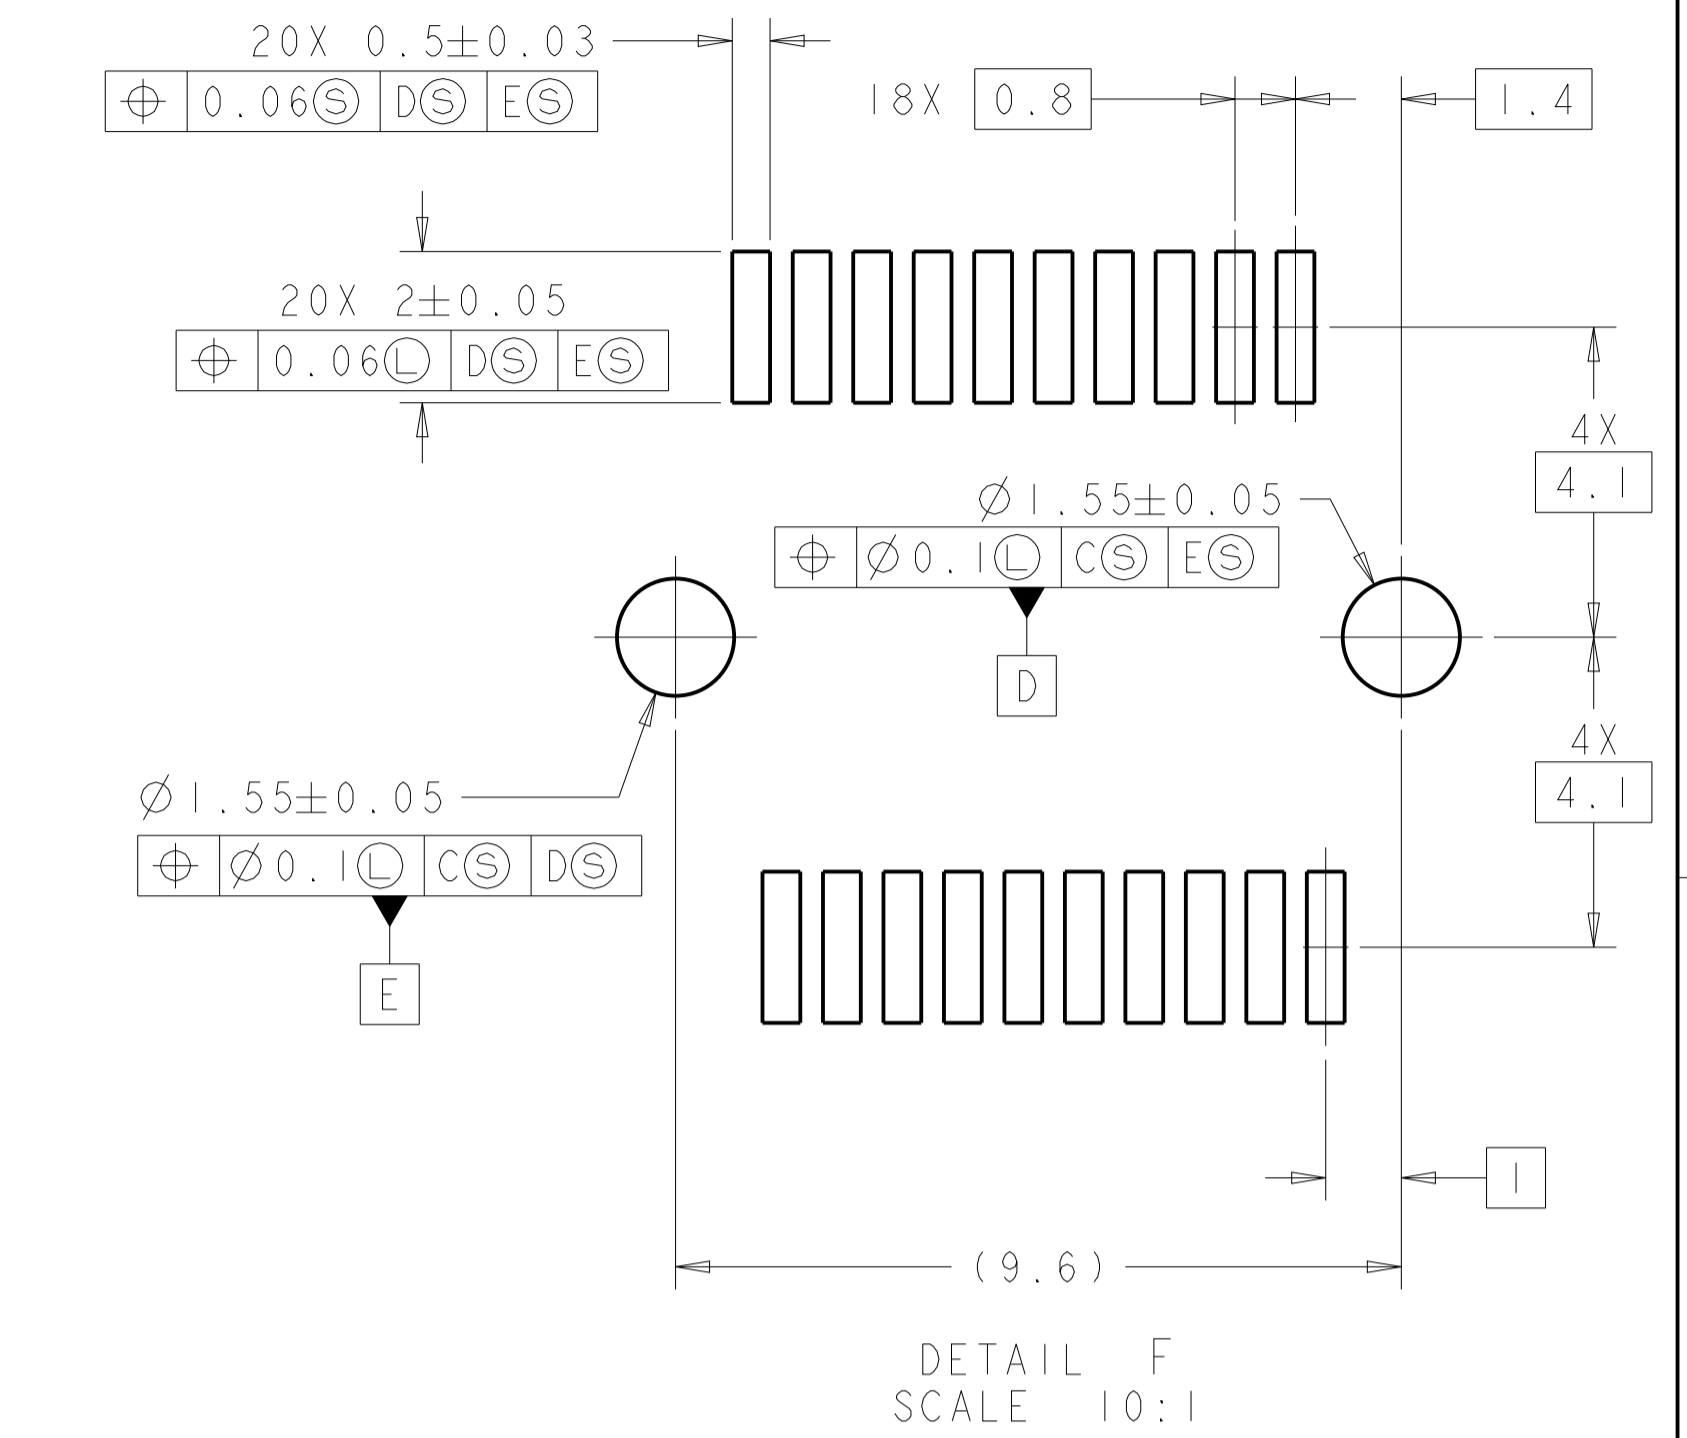 20X 0.5±0.03
⌖ 0.06Ⓢ DⓈ EⓈ
18X 0.8
1.4
20X 2±0.05
⌖ 0.06Ⓛ DⓈ EⓈ
4X
4.1
Ø1.55±0.05
⌖ Ø0.1Ⓛ CⓈ EⓈ
D
4X
4.1
Ø1.55±0.05
⌖ Ø0.1Ⓛ CⓈ DⓈ
E
1
(9.6)
DETAIL F
SCALE 10:1